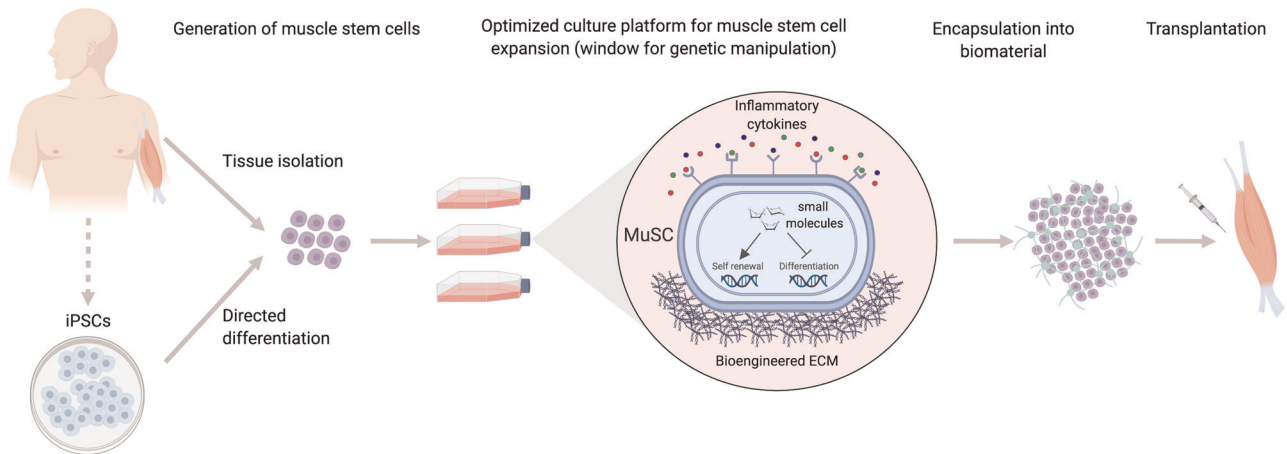 Generation of muscle stem cells
Optimized culture platform for muscle stem cell
expansion (window for genetic manipulation)
Encapsulation into
biomaterial
Transplantation
Tissue isolation
iPSCs
Directed
differentiation
Inflammatory
cytokines
MuSC
small
molecules
Self renewal
Differentiation
Bioengineered ECM